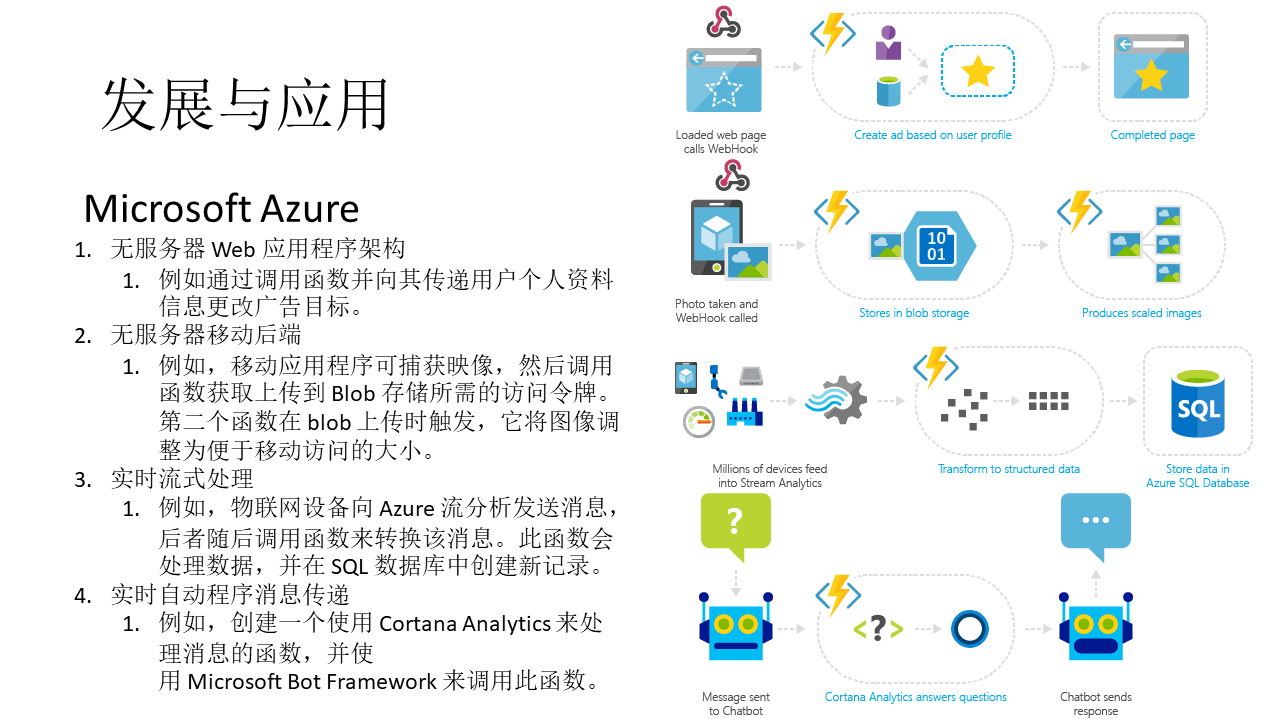 发展与应用
Microsoft Azure
1. 无服务器 Web 应用程序架构
1. 例如通过调用函数并向其传递用户个人资料
信息更改广告目标。
2. 无服务器移动后端
1. 例如，移动应用程序可捕获映像，然后调用
函数获取上传到 Blob 存储所需的访问令牌。
第二个函数在 blob 上传时触发，它将图像调
整为便于移动访问的大小。
3. 实时流式处理
1. 例如，物联网设备向 Azure 流分析发送消息，
后者随后调用函数来转换该消息。此函数会
处理数据，并在 SQL 数据库中创建新记录。
4. 实时自动程序消息传递
1. 例如，创建一个使用 Cortana Analytics 来处
理消息的函数，并使
用 Microsoft Bot Framework 来调用此函数。
Loaded web page
calls WebHook
Create ad based on user profile
Completed page
10
01
Photo taken and
WebHook called
Stores in blob storage
Produces scaled images
SQL
Millions of devices feed
into Stream Analytics
Transform to structured data
Store data in
Azure SQL Database
?
...
<?>
Message sent
to Chatbot
Cortana Analytics answers questions
Chatbot sends
response